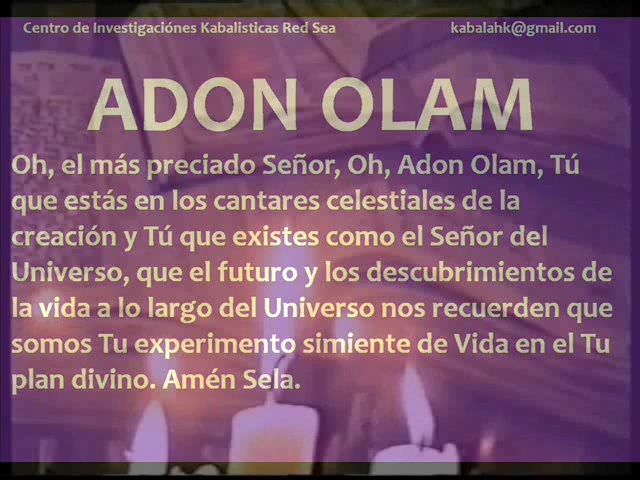 Centro de Investigaciónes Kabalisticas Red Sea kabalahk@gmail.com
ADON OLAM
Oh, el más preciado Señor, Oh, Adon Olam, Tú
que estás en los cantares celestiales de la
creación y Tú que existes como el Señor del
Universo, que el futuro y los descubrimientos de
la vida a lo largo del Universo nos recuerden que
somos Tu experimento simiente de Vida en el Tu
plan divino. Amén Sela.